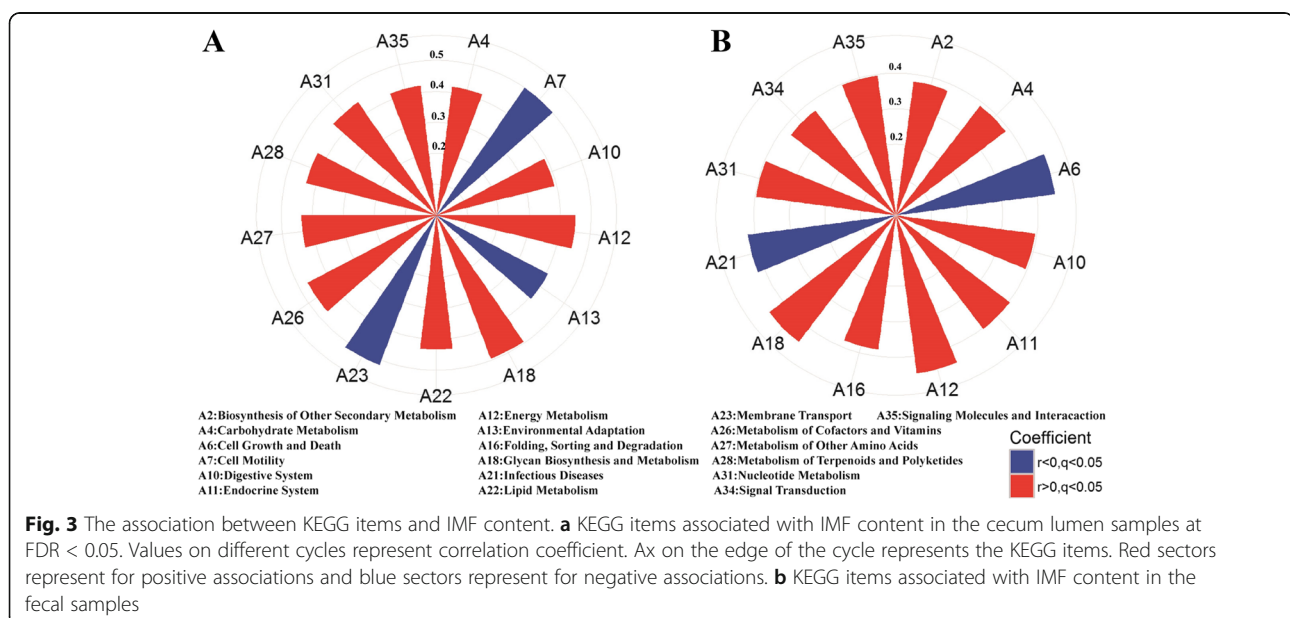 A
A35
A4
0.5
A7
A31
0.4
0.3
A10
A28
0.2
A12
A27
A13
A26
A18
A23
A22
B
A35
A2
0.4
A34
A4
0.3
0.2
A31
A6
A21
A10
A18
A11
A16
A12
A2:Biosynthesis of Other Secondary Metabolism
A4:Carbohydrate Metabolism
A6:Cell Growth and Death
A7:Cell Motility
A10:Digestive System
A11:Endocrine System
A12:Energy Metabolism
A13:Environmental Adaptation
A16:Folding, Sorting and Degradation
A18:Glycan Biosynthesis and Metabolism
A21:Infectious Diseases
A22:Lipid Metabolism
A23:Membrane Transport
A26:Metabolism of Cofactors and Vitamins
A27:Metabolism of Other Amino Acids
A28:Metabolism of Terpenoids and Polyketides
A31:Nucleotide Metabolism
A34:Signal Transduction
A35:Signaling Molecules and Interacaction
Coefficient
r<0,q<0.05
r>0,q<0.05
Fig. 3 The association between KEGG items and IMF content. a KEGG items associated with IMF content in the cecum lumen samples at
FDR < 0.05. Values on different cycles represent correlation coefficient. Ax on the edge of the cycle represents the KEGG items. Red sectors
represent for positive associations and blue sectors represent for negative associations. b KEGG items associated with IMF content in the
fecal samples